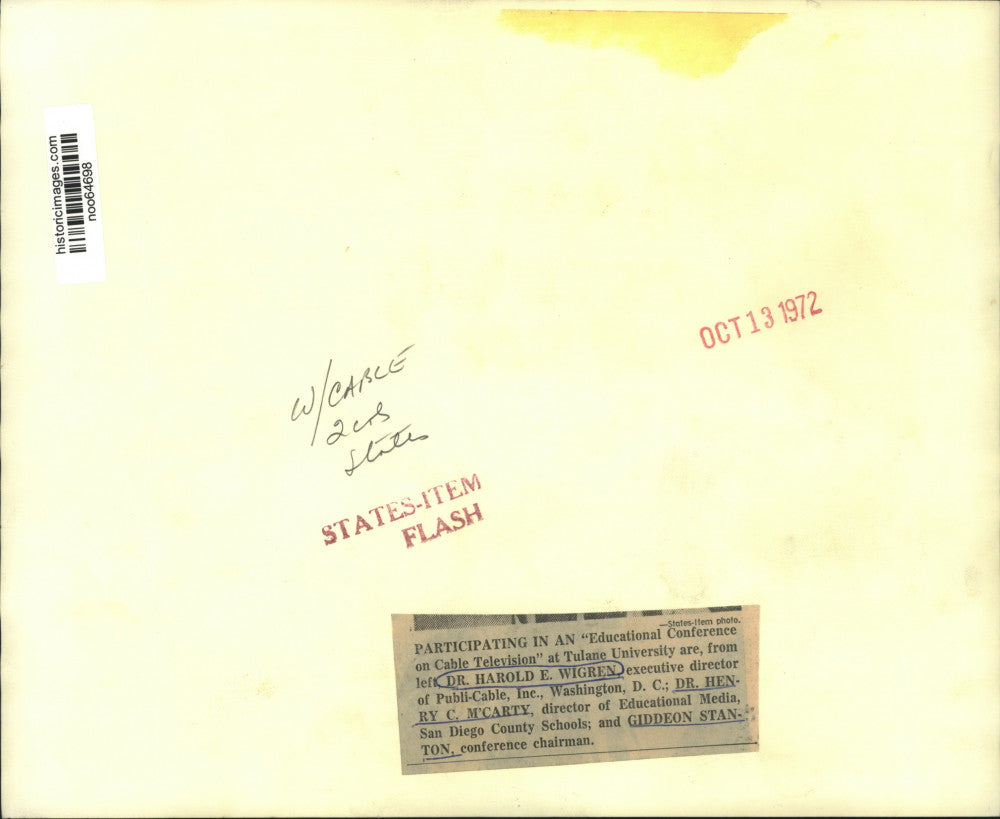 historicimages.com
noo64698
OCT 13 1972
W/CABLE
States
STATES-ITEM
FLASH
—States-Item photo.
PARTICIPATING IN AN “Educational Conference
on Cable Television” at Tulane University are, from
left, DR. HAROLD E. WIGREN, executive director
of Publi-Cable, Inc., Washington, D. C.; DR. HEN-
RY C. M'CARTY, director of Educational Media,
San Diego County Schools; and GIDDEON STAN-
TON, conference chairman.